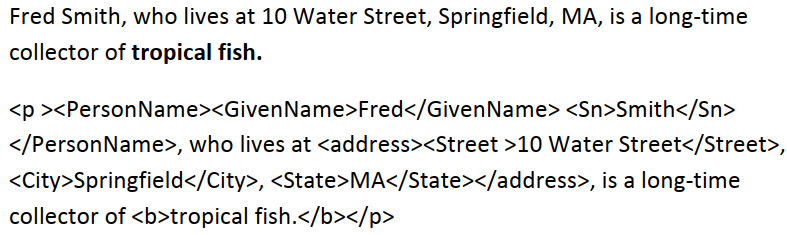 Fred Smith, who lives at 10 Water Street, Springfield, MA, is a long-time
collector of tropical fish.
<p ><PersonName><GivenName>Fred</GivenName> <Sn>Smith</Sn>
</PersonName>, who lives at <address><Street >10 Water Street</Street>,
<City>Springfield</City>, <State>MA</State></address>, is a long-time
collector of <b>tropical fish.</b></p>